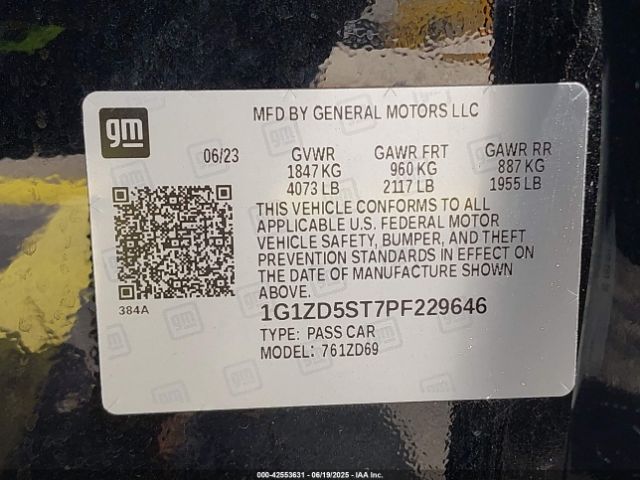 gm
MFD BY GENERAL MOTORS LLC
06/23 GVWR GAWR FRT GAWR RR
1847 KG 960 KG 887 KG
4073 LB 2117 LB 1955 LB
THIS VEHICLE CONFORMS TO ALL
APPLICABLE U.S. FEDERAL MOTOR
VEHICLE SAFETY, BUMPER, AND THEFT
PREVENTION STANDARDS IN EFFECT ON
THE DATE OF MANUFACTURE SHOWN
ABOVE.
384A
1G1ZD5ST7PF229646
TYPE: PASS CAR
MODEL: 761ZD69
000-42553631 - 06/19/2025 - IAA Inc.